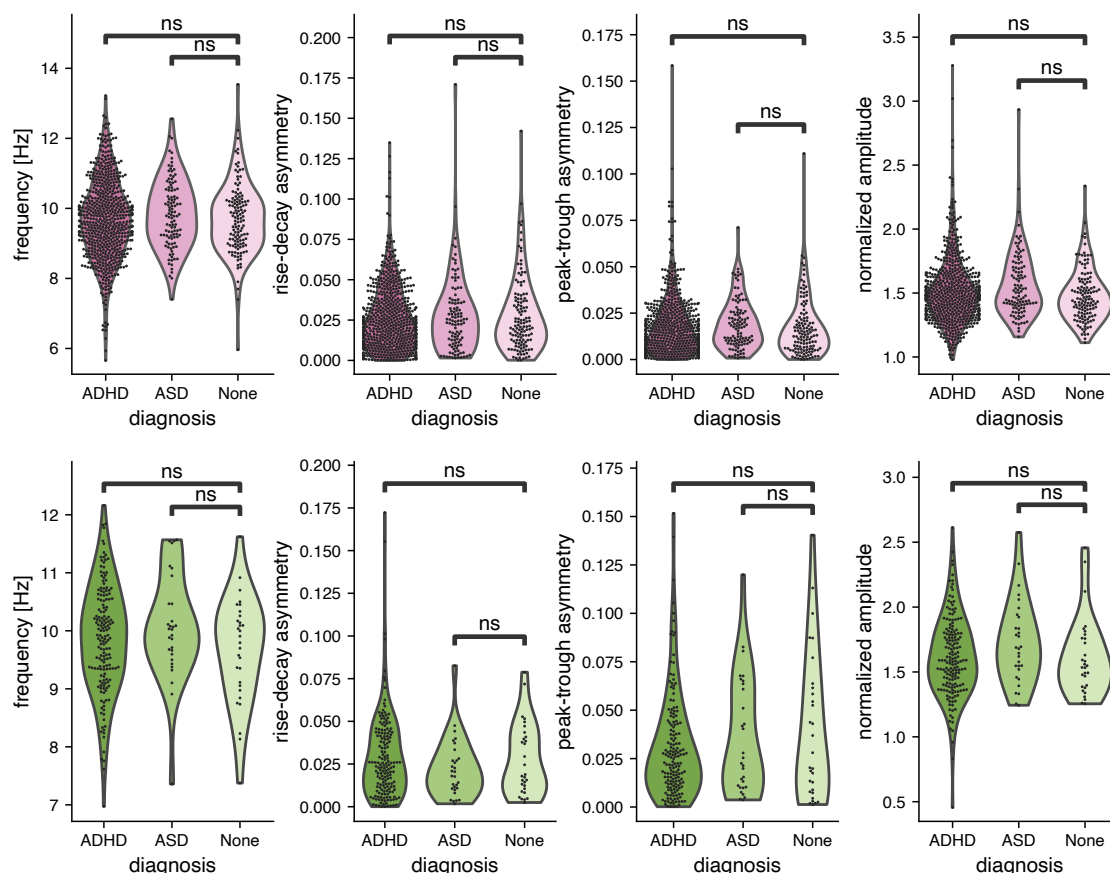 ns
ns
14
12
10
8
6
frequency [Hz]
ADHD ASD None
diagnosis
ns
ns
0.200
0.175
0.150
0.125
0.100
0.075
0.050
0.025
0.000
rise-decay asymmetry
ADHD ASD None
diagnosis
ns
ns
0.175
0.150
0.125
0.100
0.075
0.050
0.025
0.000
peak-trough asymmetry
ADHD ASD None
diagnosis
ns
ns
3.5
3.0
2.5
2.0
1.5
1.0
normalized amplitude
ADHD ASD None
diagnosis
ns
ns
12
11
10
9
8
7
frequency [Hz]
ADHD ASD None
diagnosis
ns
ns
0.200
0.175
0.150
0.125
0.100
0.075
0.050
0.025
0.000
rise-decay asymmetry
ADHD ASD None
diagnosis
ns
ns
0.175
0.150
0.125
0.100
0.075
0.050
0.025
0.000
peak-trough asymmetry
ADHD ASD None
diagnosis
ns
ns
3.0
2.5
2.0
1.5
1.0
0.5
normalized amplitude
ADHD ASD None
diagnosis